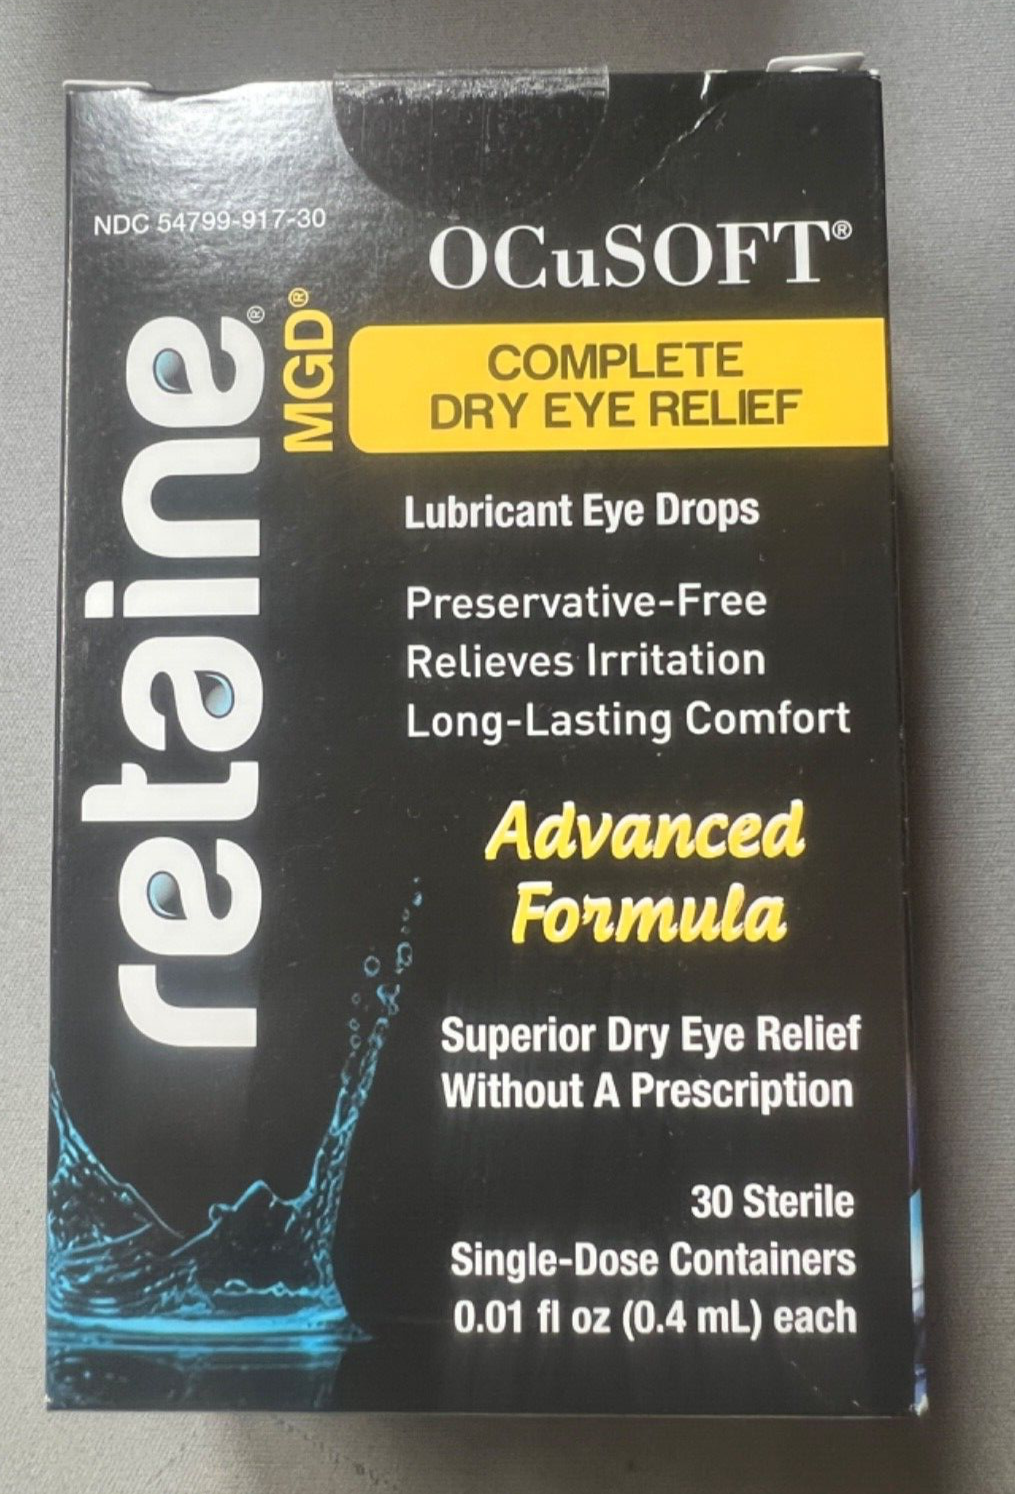 NDC 54799-917-30
OCuSOFT®
retaine®
MGD®
COMPLETE
DRY EYE RELIEF
Lubricant Eye Drops
Preservative-Free
Relieves Irritation
Long-Lasting Comfort
Advanced
Formula
Superior Dry Eye Relief
Without A Prescription
30 Sterile
Single-Dose Containers
0.01 fl oz (0.4 mL) each